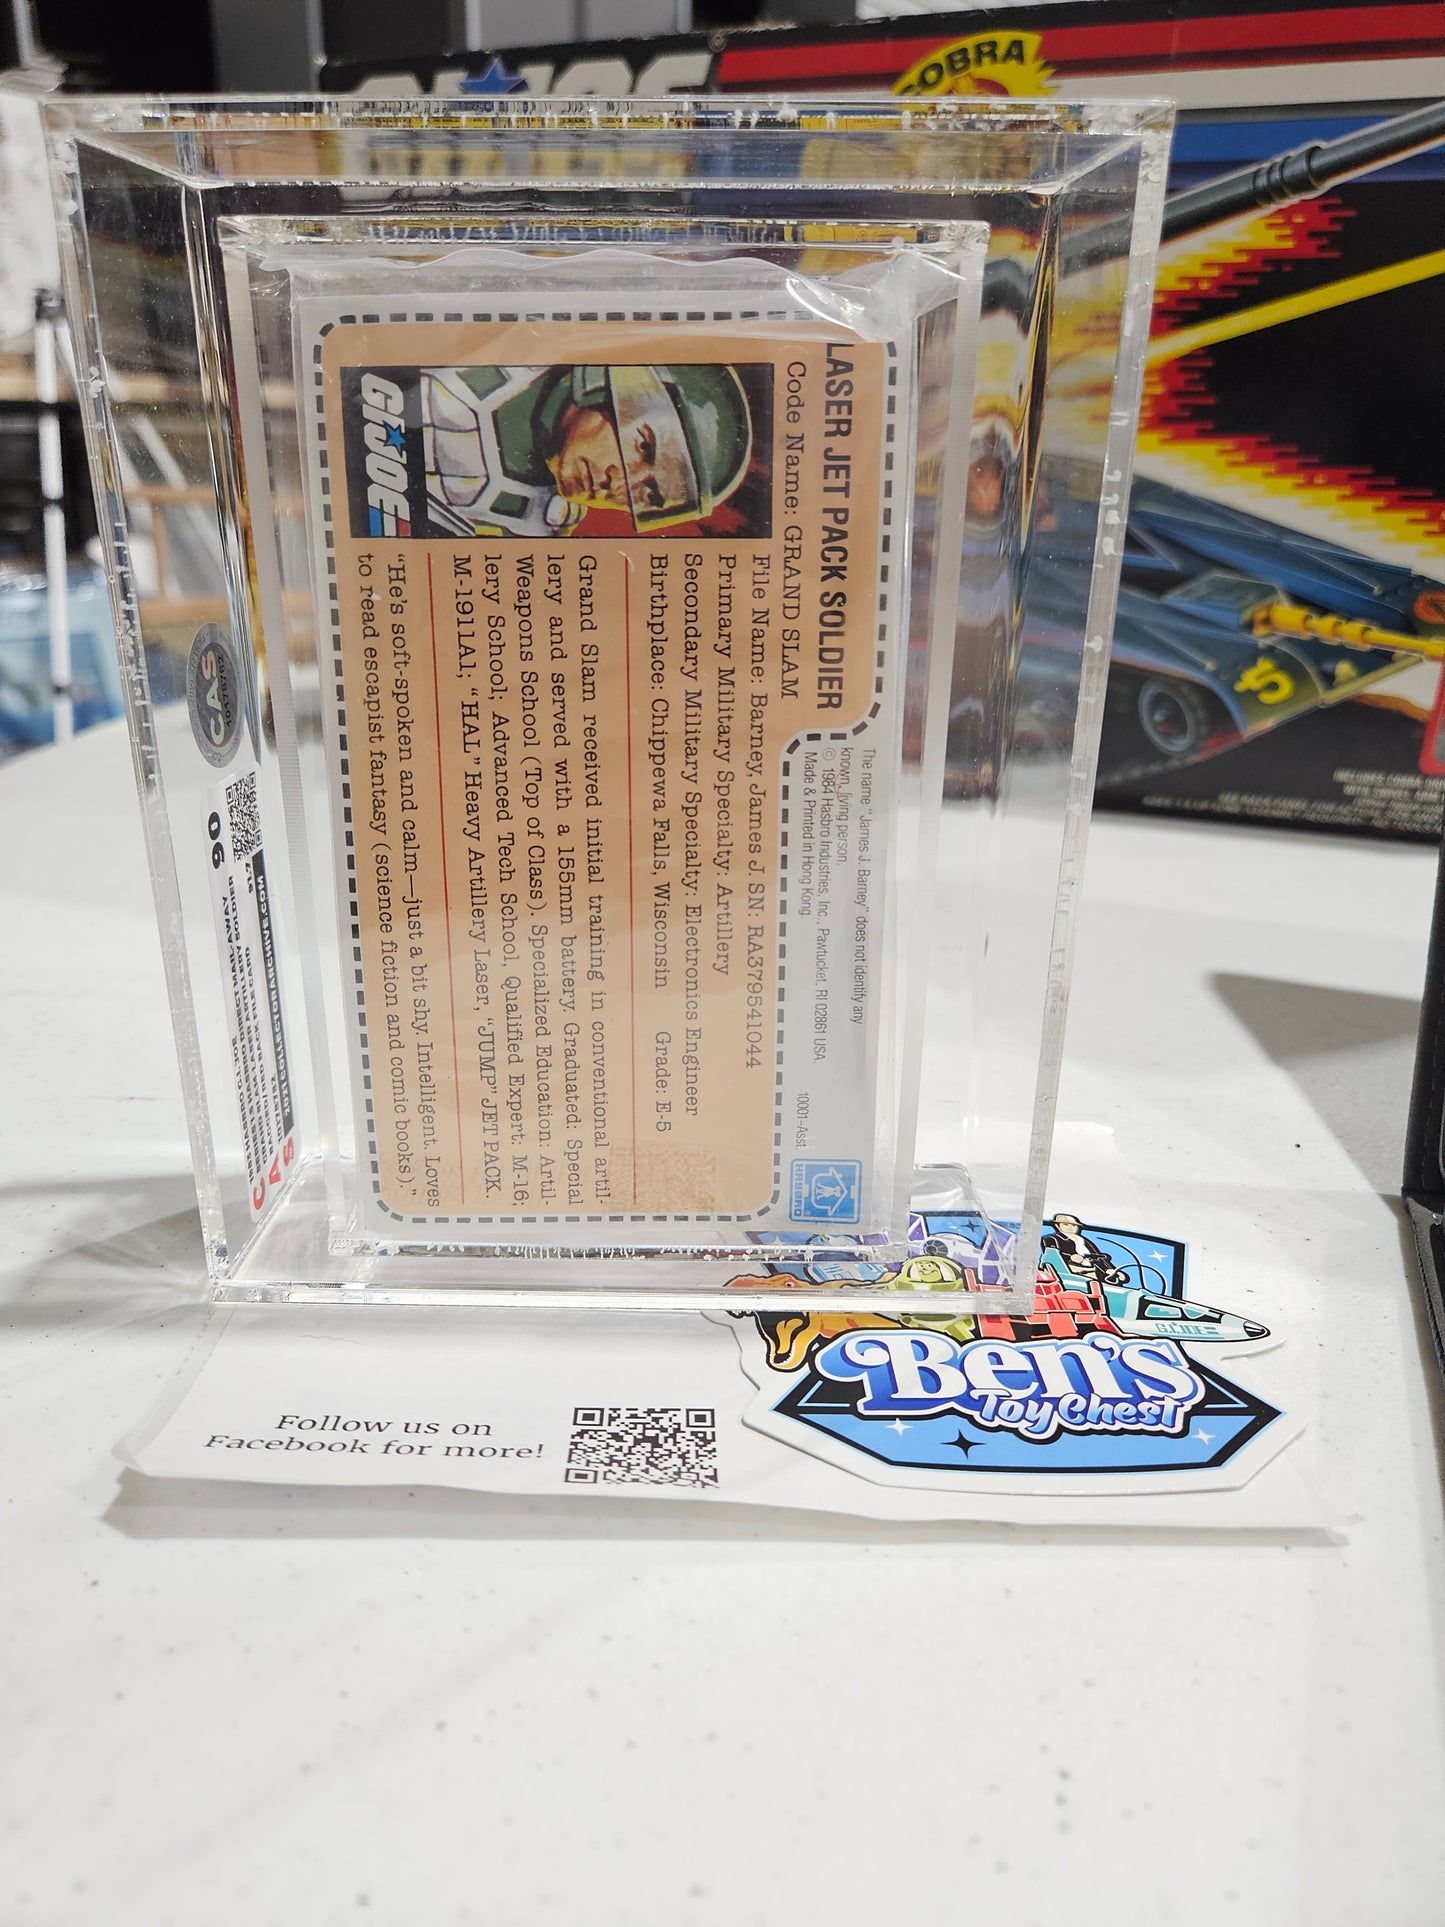 GI JOE
COBRA
LASER JET PACK SOLDIER
Code Name: GRAND SLAM
File Name: Barney, James J. SN: RA379541044
Primary Military Specialty: Artillery
Secondary Military Specialty: Electronics Engineer
Birthplace: Chippewa Falls, Wisconsin Grade: E-5
Grand Slam received initial training in conventional artil-
lery and served with a 155mm battery. Graduated: Special
Weapons School (Top of Class). Specialized Education: Artil-
lery School; Advanced Tech School, Qualified Expert: M-16;
M-1911A1; "HAL" Heavy Artillery Laser, "JUMP" JET PACK.
"He's soft-spoken and calm—just a bit shy. Intelligent. Loves
to read escapist fantasy (science fiction and comic books)."
GI JOE
The name "James J. Barney" does not identify any
known, living person.
© 1984 Hasbro Industries, Inc., Pawtucket, RI 02861 USA.
Made & Printed in Hong Kong.
10001-Asst.
HASBRO
CAS
90
CAS
G.I. JOE
Ben's
Toy Chest
Follow us on
Facebook for more!